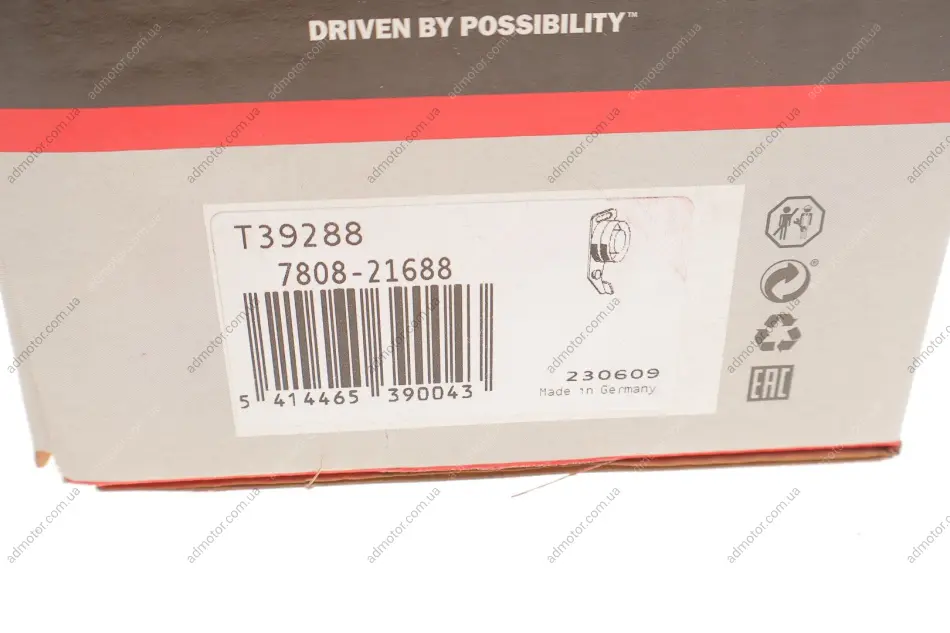 DRIVEN BY POSSIBILITY™
T39288
7808-21688
5 414465 390043
230609
Made in Germany
®
EAC
admotor.com.ua